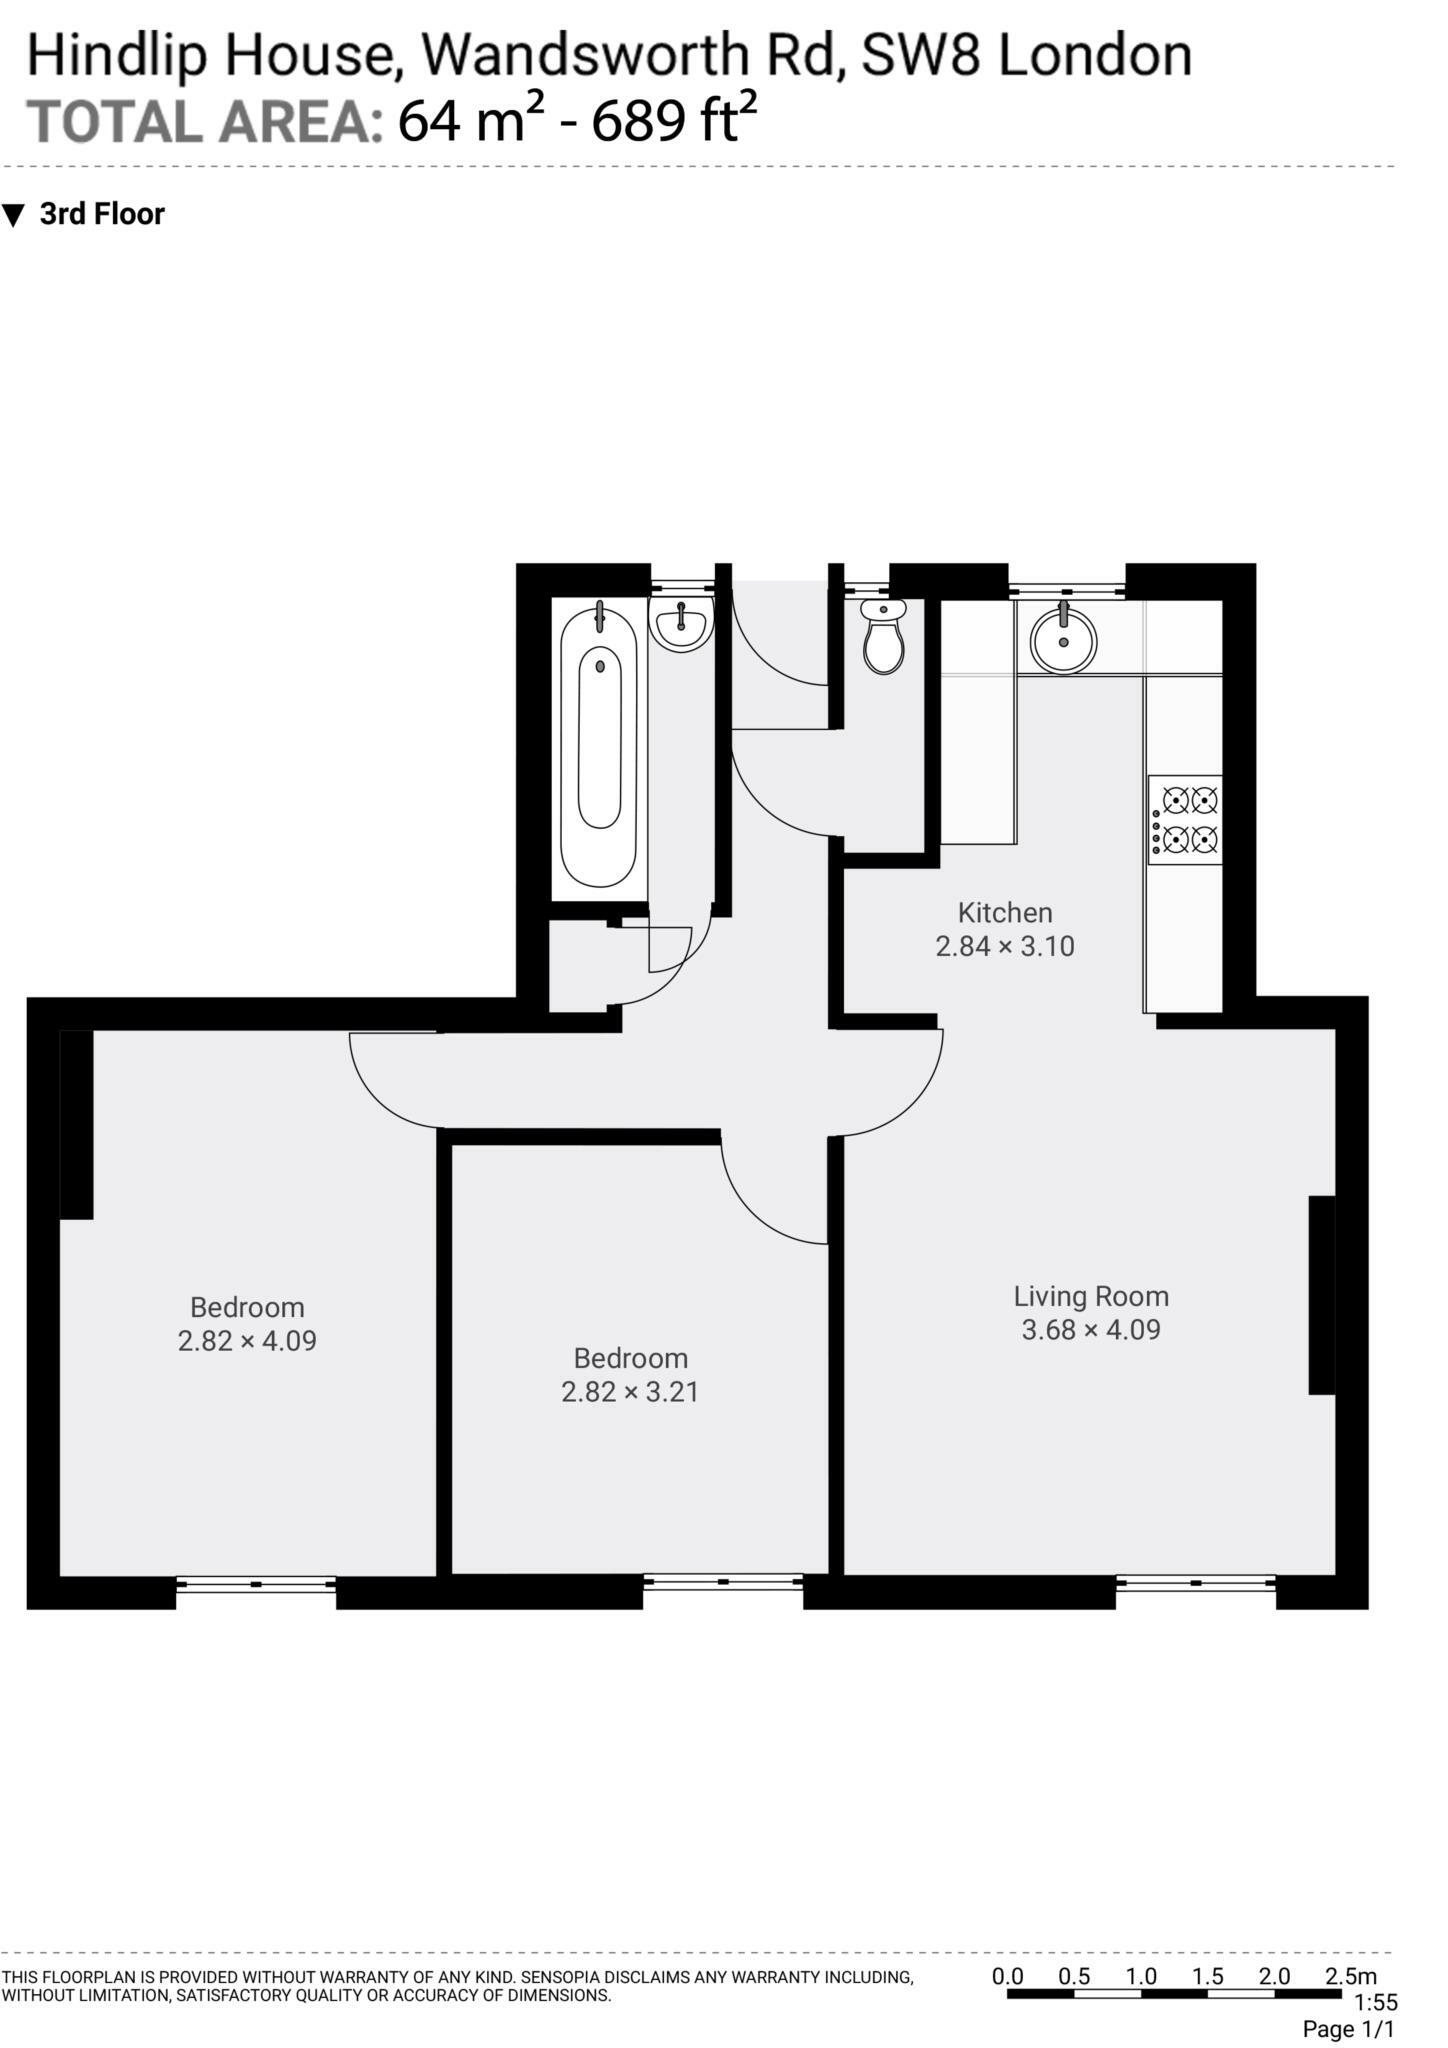 Hindlip House, Wandsworth Rd, SW8 London
TOTAL AREA: 64 m² - 689 ft²
▼ 3rd Floor
Kitchen
2.84 × 3.10
Bedroom
2.82 × 4.09
Living Room
3.68 × 4.09
Bedroom
2.82 × 3.21
THIS FLOORPLAN IS PROVIDED WITHOUT WARRANTY OF ANY KIND. SENSOPIA DISCLAIMS ANY WARRANTY INCLUDING,
WITHOUT LIMITATION, SATISFACTORY QUALITY OR ACCURACY OF DIMENSIONS.
0.0 0.5 1.0 1.5 2.0 2.5m
1:55
Page 1/1